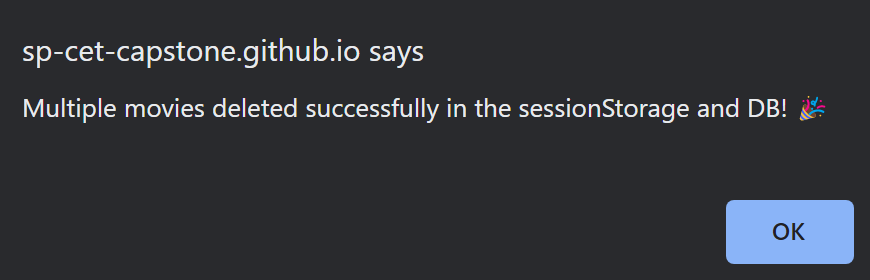 sp-cet-capstone.github.io says
Multiple movies deleted successfully in the sessionStorage and DB! 🎉
OK